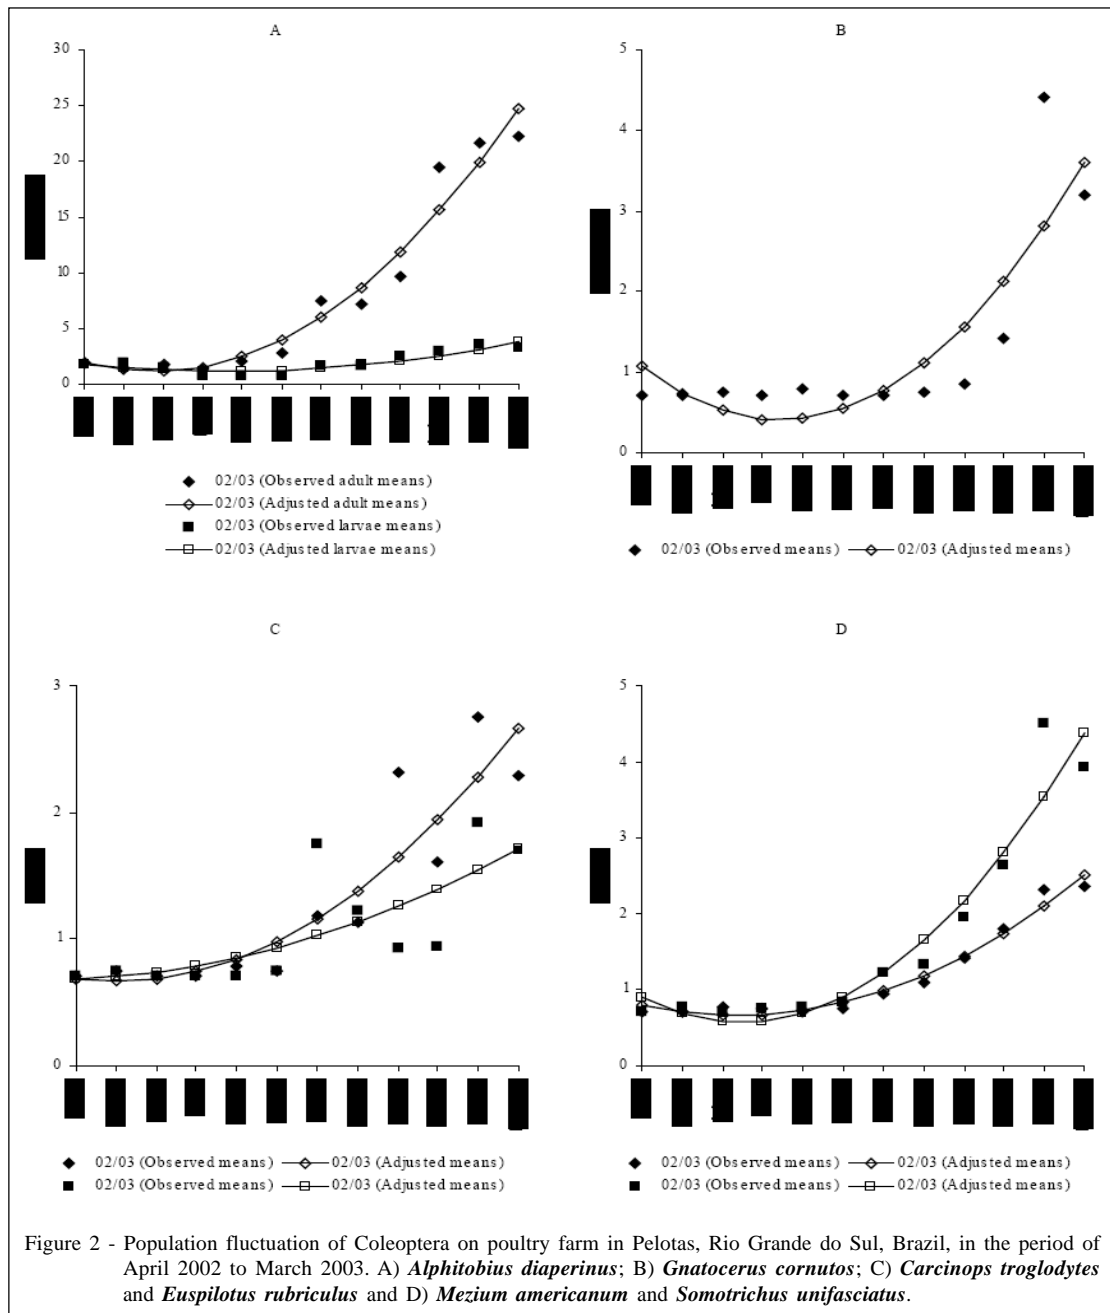 A
30
25
20
15
10
5
0
02/03 (Observed adult means)
02/03 (Adjusted adult means)
02/03 (Observed larvae means)
02/03 (Adjusted larvae means)
B
5
4
3
2
1
0
02/03 (Observed means) 02/03 (Adjusted means)
C
3
2
1
0
02/03 (Observed means) 02/03 (Adjusted means)
02/03 (Observed means) 02/03 (Adjusted means)
D
5
4
3
2
1
0
02/03 (Observed means) 02/03 (Adjusted means)
02/03 (Observed means) 02/03 (Adjusted means)
Figure 2 - Population fluctuation of Coleoptera on poultry farm in Pelotas, Rio Grande do Sul, Brazil, in the period of
April 2002 to March 2003. A) Alphitobius diaperinus; B) Gnatocerus cornutos; C) Carcinops troglodytes
and Euspilotus rubriculus and D) Mezium americanum and Somotrichus unifasciatus.